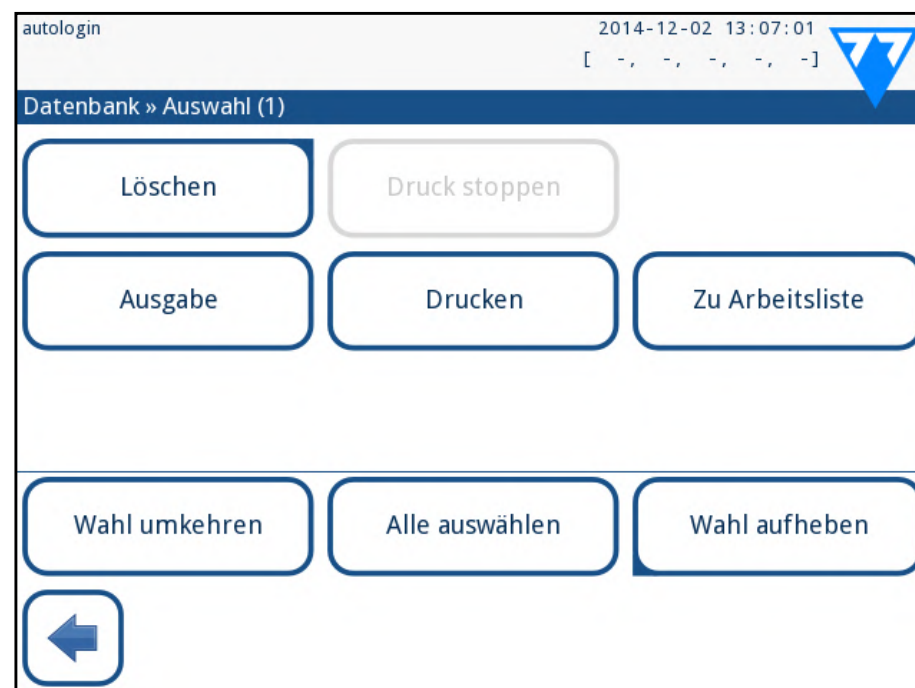 autologin 2014-12-02 13:07:01
[ -, -, -, -, -]
Datenbank » Auswahl (1)
Löschen Druck stoppen
Ausgabe Drucken Zu Arbeitsliste
Wahl umkehren Alle auswählen Wahl aufheben